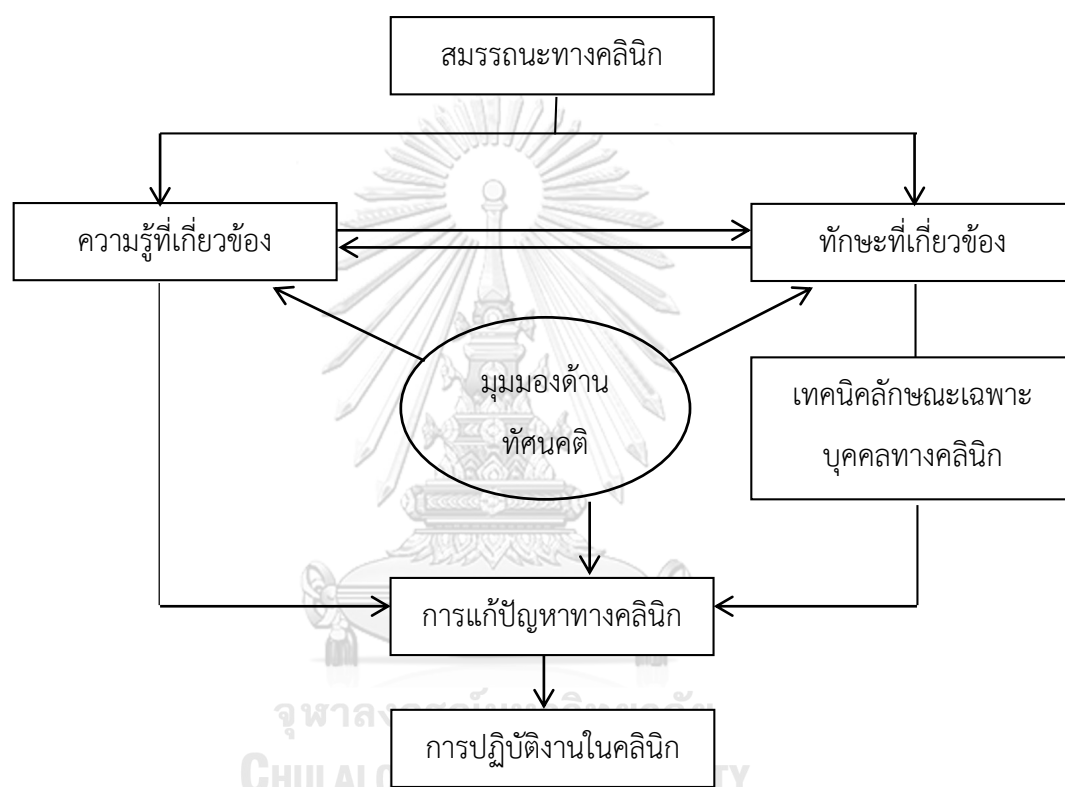 สมรรถนะทางคลินิก
ความรู้ที่เกี่ยวข้อง
ทักษะที่เกี่ยวข้อง
มุมมองด้าน
ทัศนคติ
เทคนิคลักษณะเฉพาะ
บุคคลทางคลินิก
การแก้ปัญหาทางคลินิก
การปฏิบัติงานในคลินิก